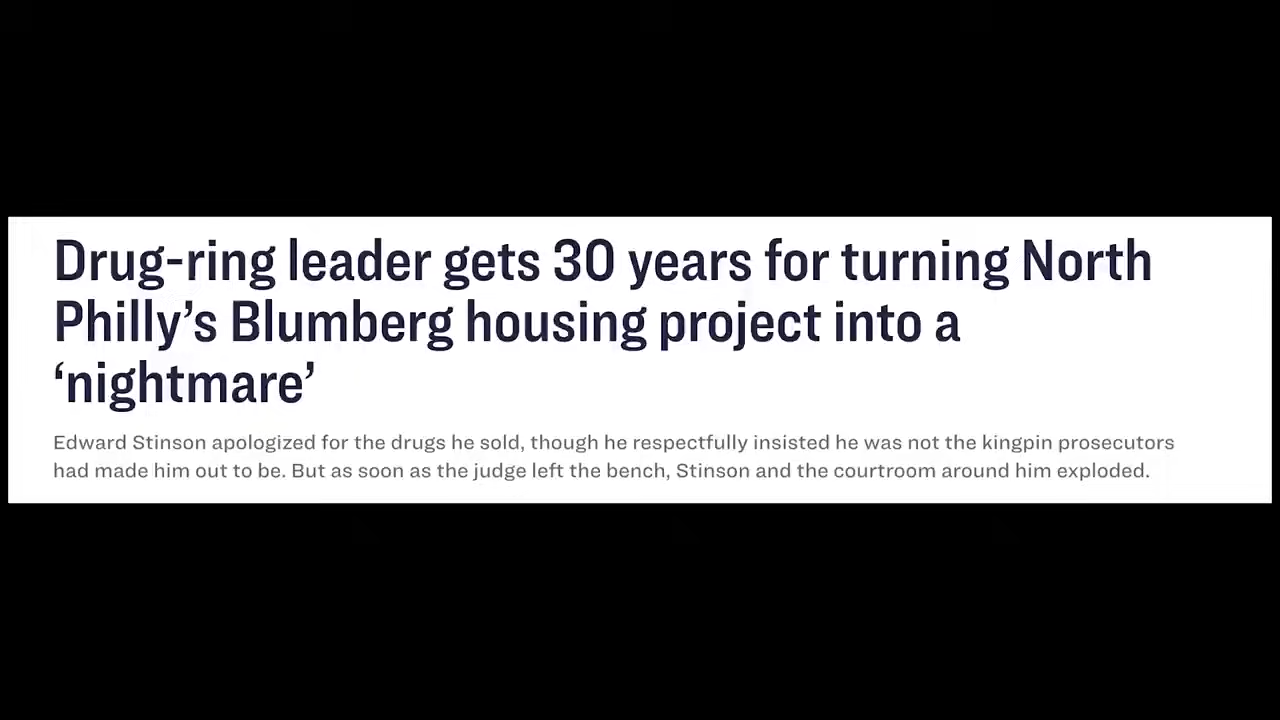 Drug-ring leader gets 30 years for turning North
Philly’s Blumberg housing project into a
‘nightmare’
Edward Stinson apologized for the drugs he sold, though he respectfully insisted he was not the kingpin prosecutors
had made him out to be. But as soon as the judge left the bench, Stinson and the courtroom around him exploded.